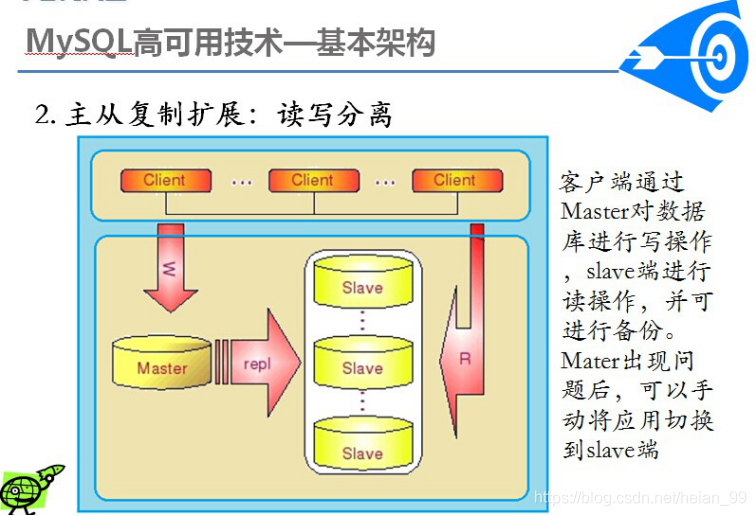 MySQL高可用技术—基本架构
2. 主从复制扩展：读写分离
Client ... Client ... Client
W
Slave
Master
repl
Slave
R
Slave
客户端通过
Master对数据
库进行写操作
，slave端进行
读操作，并可
进行备份。
Mater出现问
题后，可以手
动将应用切换
到slave端
https://blog.csdn.net/helan_99